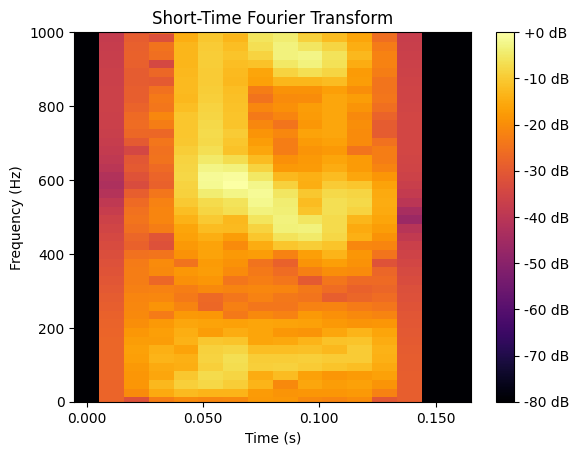 Short-Time Fourier Transform
1000
800
600
400
200
0
Frequency (Hz)
0.000
0.050
0.100
0.150
Time (s)
+0 dB
-10 dB
-20 dB
-30 dB
-40 dB
-50 dB
-60 dB
-70 dB
-80 dB